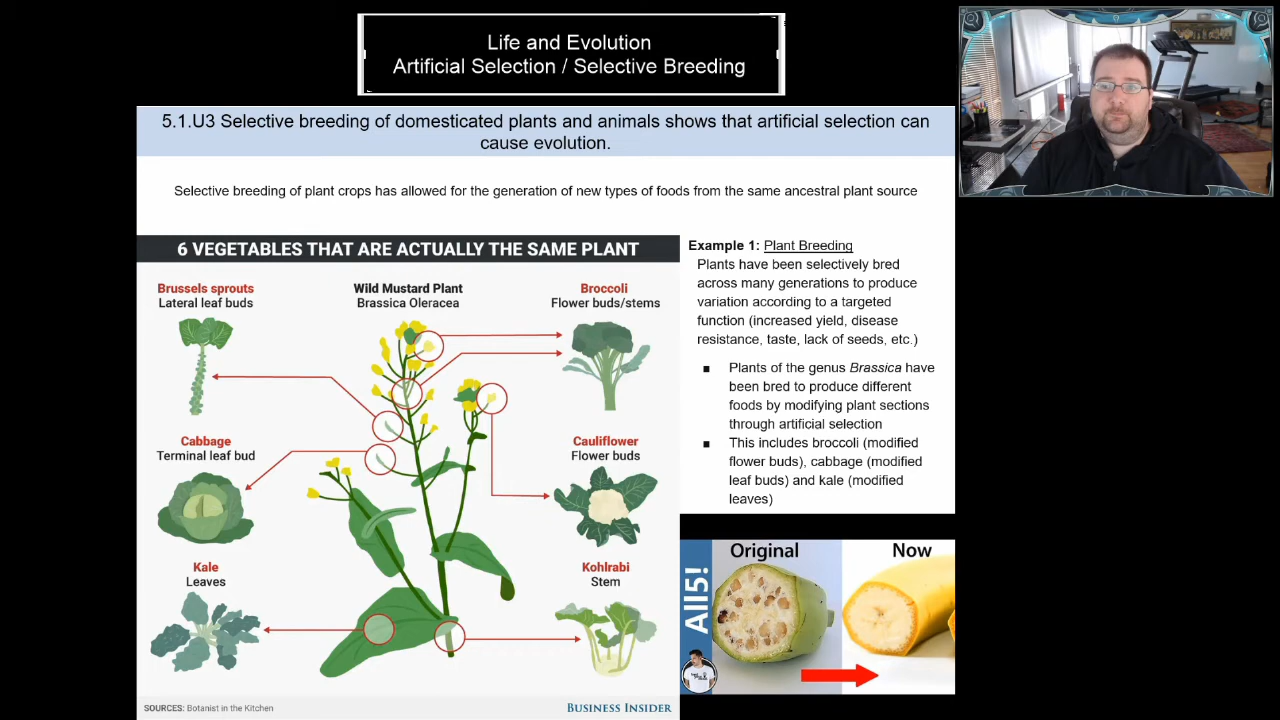 Life and Evolution
Artificial Selection / Selective Breeding
5.1.U3 Selective breeding of domesticated plants and animals shows that artificial selection can
cause evolution.
Selective breeding of plant crops has allowed for the generation of new types of foods from the same ancestral plant source
6 VEGETABLES THAT ARE ACTUALLY THE SAME PLANT
Brussels sprouts
Lateral leaf buds
Wild Mustard Plant
Brassica Oleracea
Broccoli
Flower buds/stems
Cabbage
Terminal leaf bud
Cauliflower
Flower buds
Kale
Leaves
Kohlrabi
Stem
SOURCES: Botanist in the Kitchen
BUSINESS INSIDER
Example 1: Plant Breeding
Plants have been selectively bred
across many generations to produce
variation according to a targeted
function (increased yield, disease
resistance, taste, lack of seeds, etc.)
■ Plants of the genus Brassica have
been bred to produce different
foods by modifying plant sections
through artificial selection
■ This includes broccoli (modified
flower buds), cabbage (modified
leaf buds) and kale (modified
leaves)
All5!
Original
Now